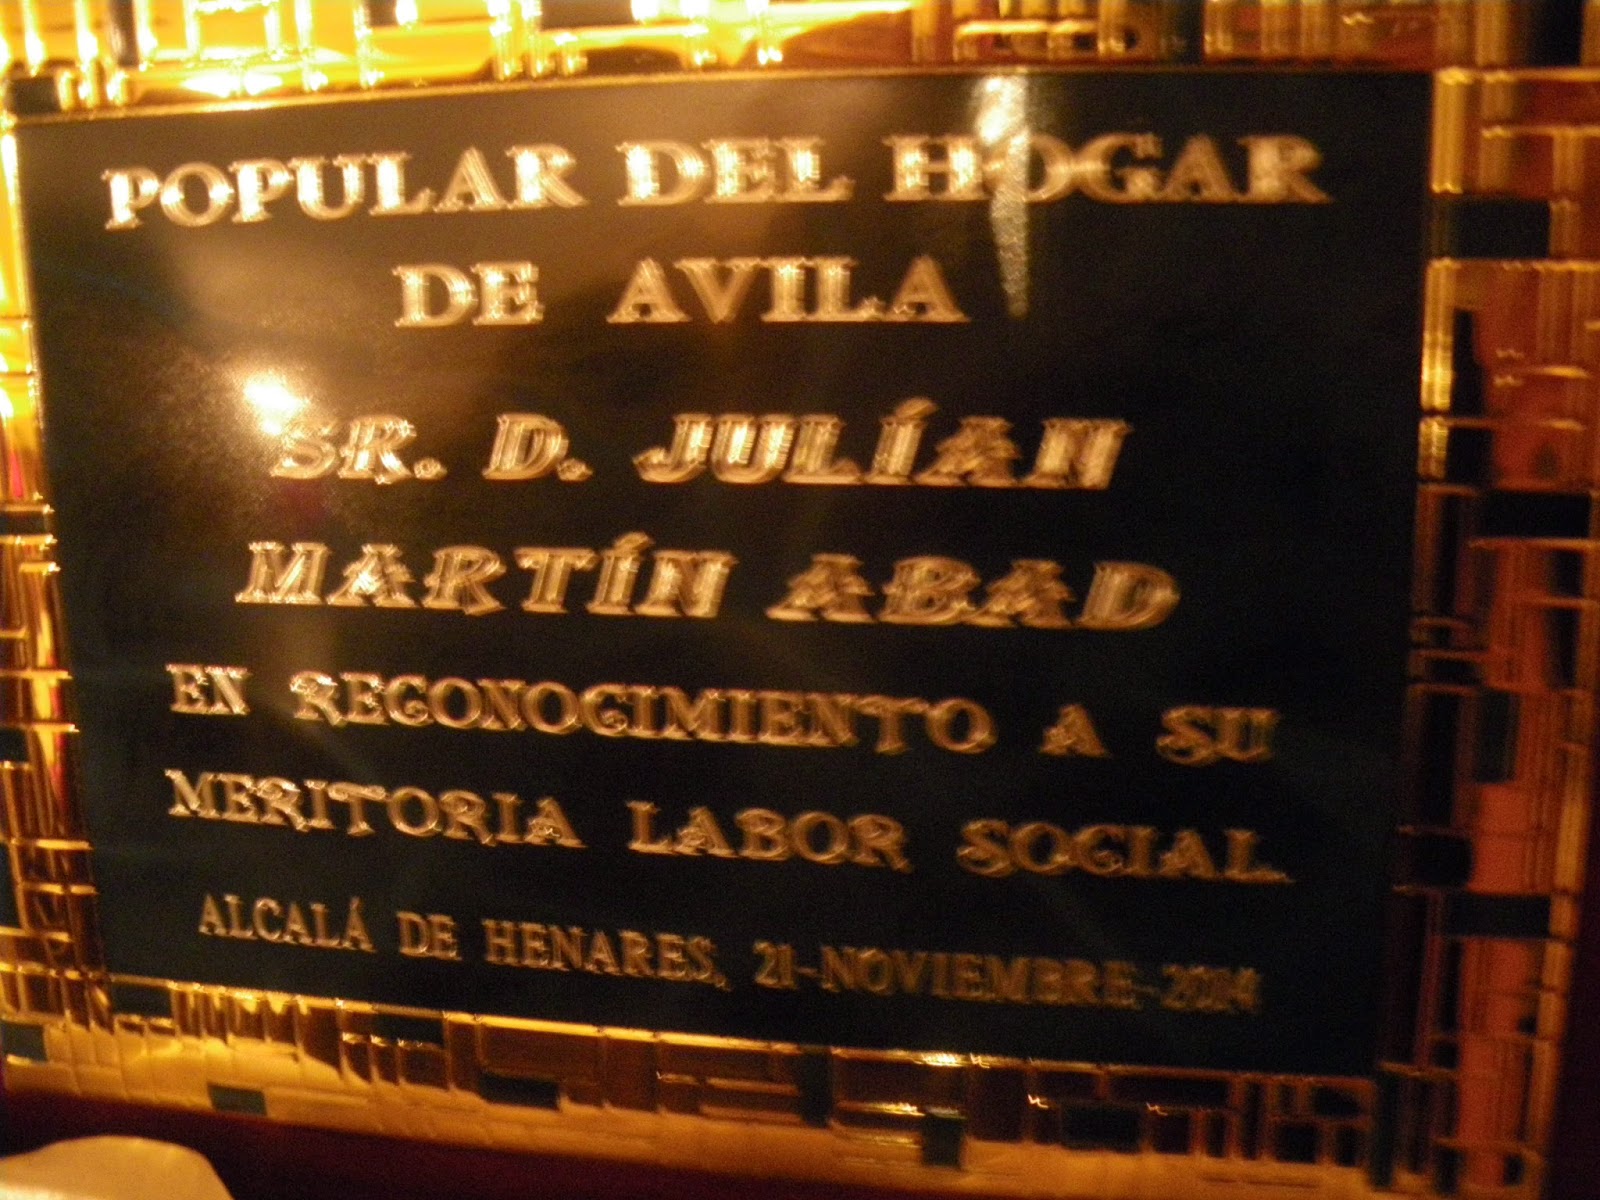 POPULAR DEL HOGAR
DE AVILA
SR. D. JULÍAN
MARTÍN ABAD
EN RECONOCIMIENTO A SU
MERITORIA LABOR SOCIAL.
ALCALÁ DE HENARES, 21-NOVIEMBRE-2014